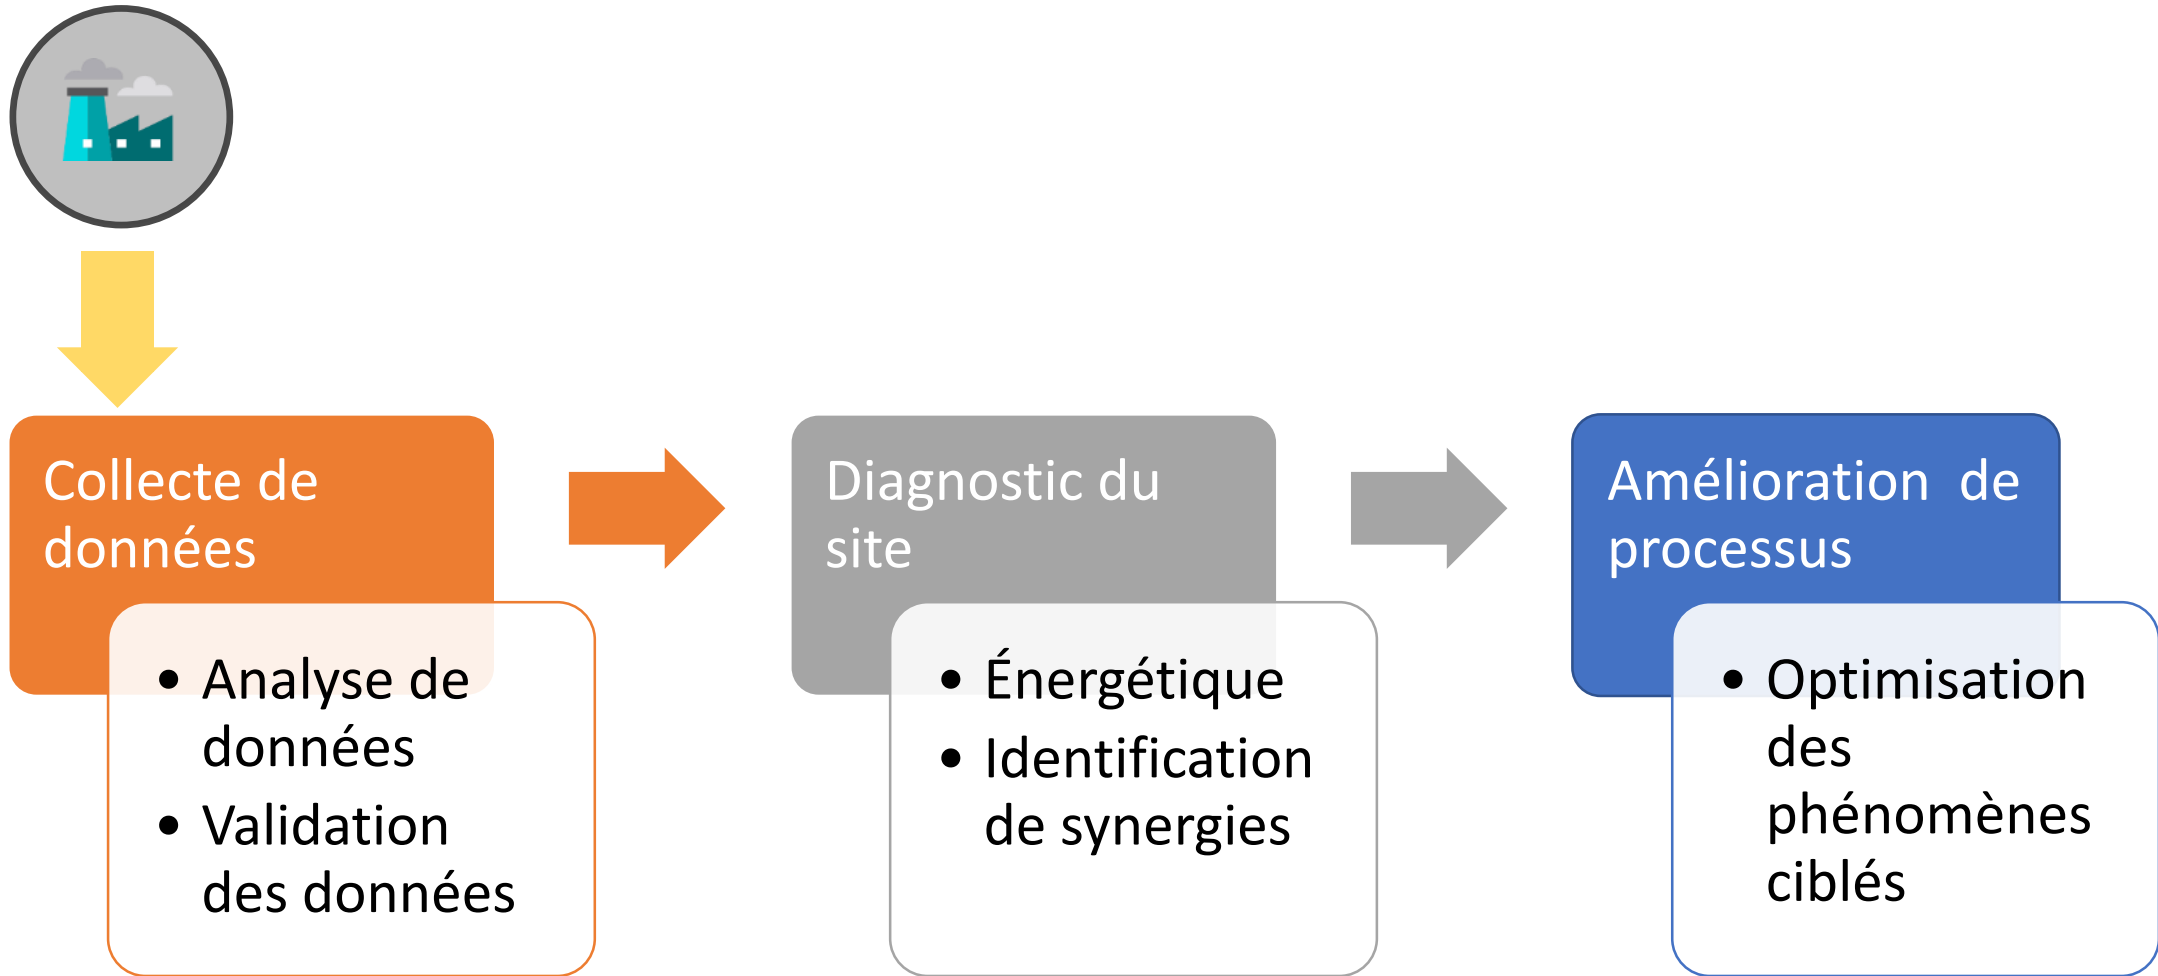 Collecte de
données
• Analyse de
données
• Validation
des données
Diagnostic du
site
• Énergétique
• Identification
de synergies
Amélioration de
processus
• Optimisation
des
phénomènes
ciblés